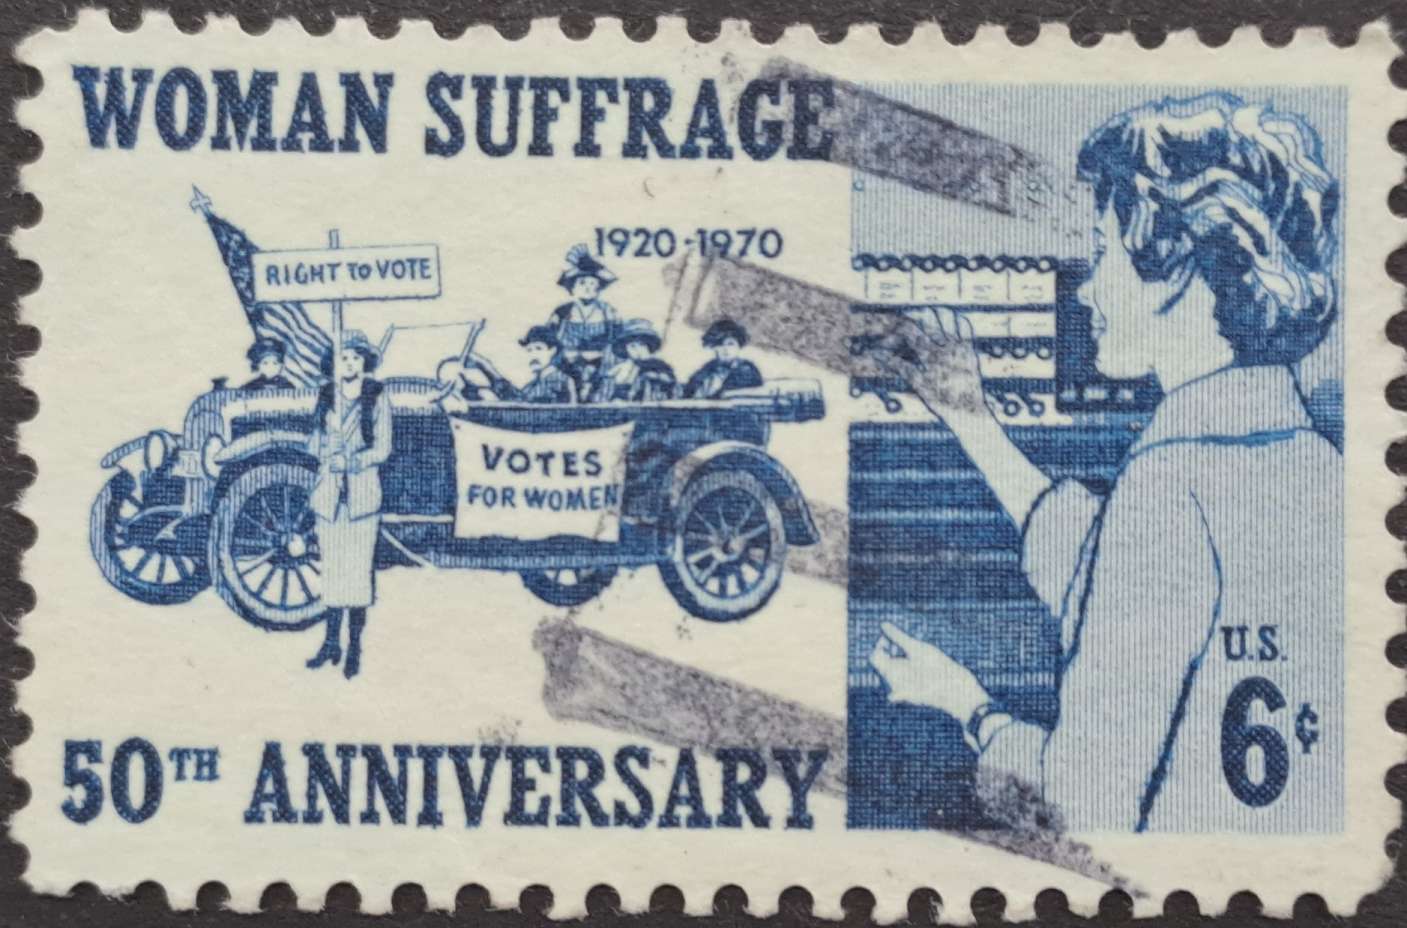 WOMAN SUFFRAGE
1920-1970
RIGHT TO VOTE
VOTES
FOR WOMEN
50TH ANNIVERSARY
U.S.
6¢